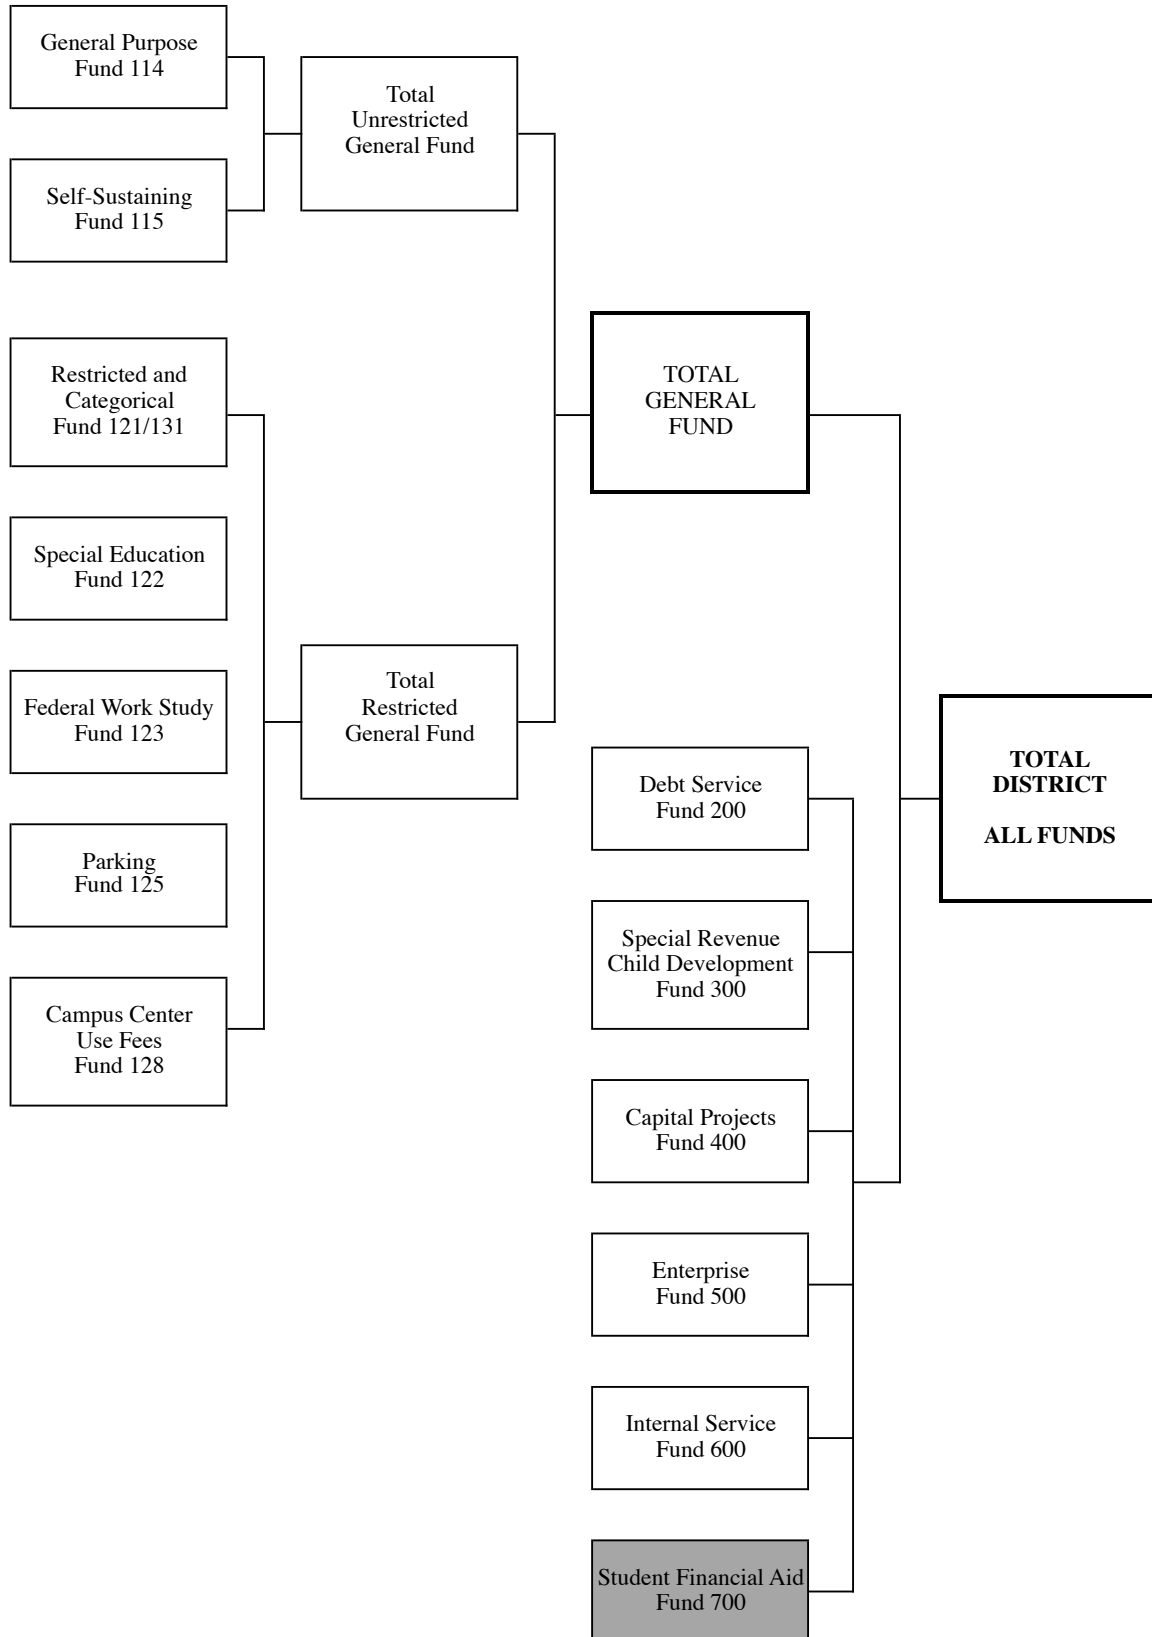 General Purpose
Fund 114
Total
Unrestricted
General Fund
Self-Sustaining
Fund 115
Restricted and
Categorical
Fund 121/131
TOTAL
GENERAL
FUND
Special Education
Fund 122
Federal Work Study
Fund 123
Total
Restricted
General Fund
Parking
Fund 125
Campus Center
Use Fees
Fund 128
Debt Service
Fund 200
Special Revenue
Child Development
Fund 300
Capital Projects
Fund 400
Enterprise
Fund 500
Internal Service
Fund 600
Student Financial Aid
Fund 700
TOTAL
DISTRICT
ALL FUNDS